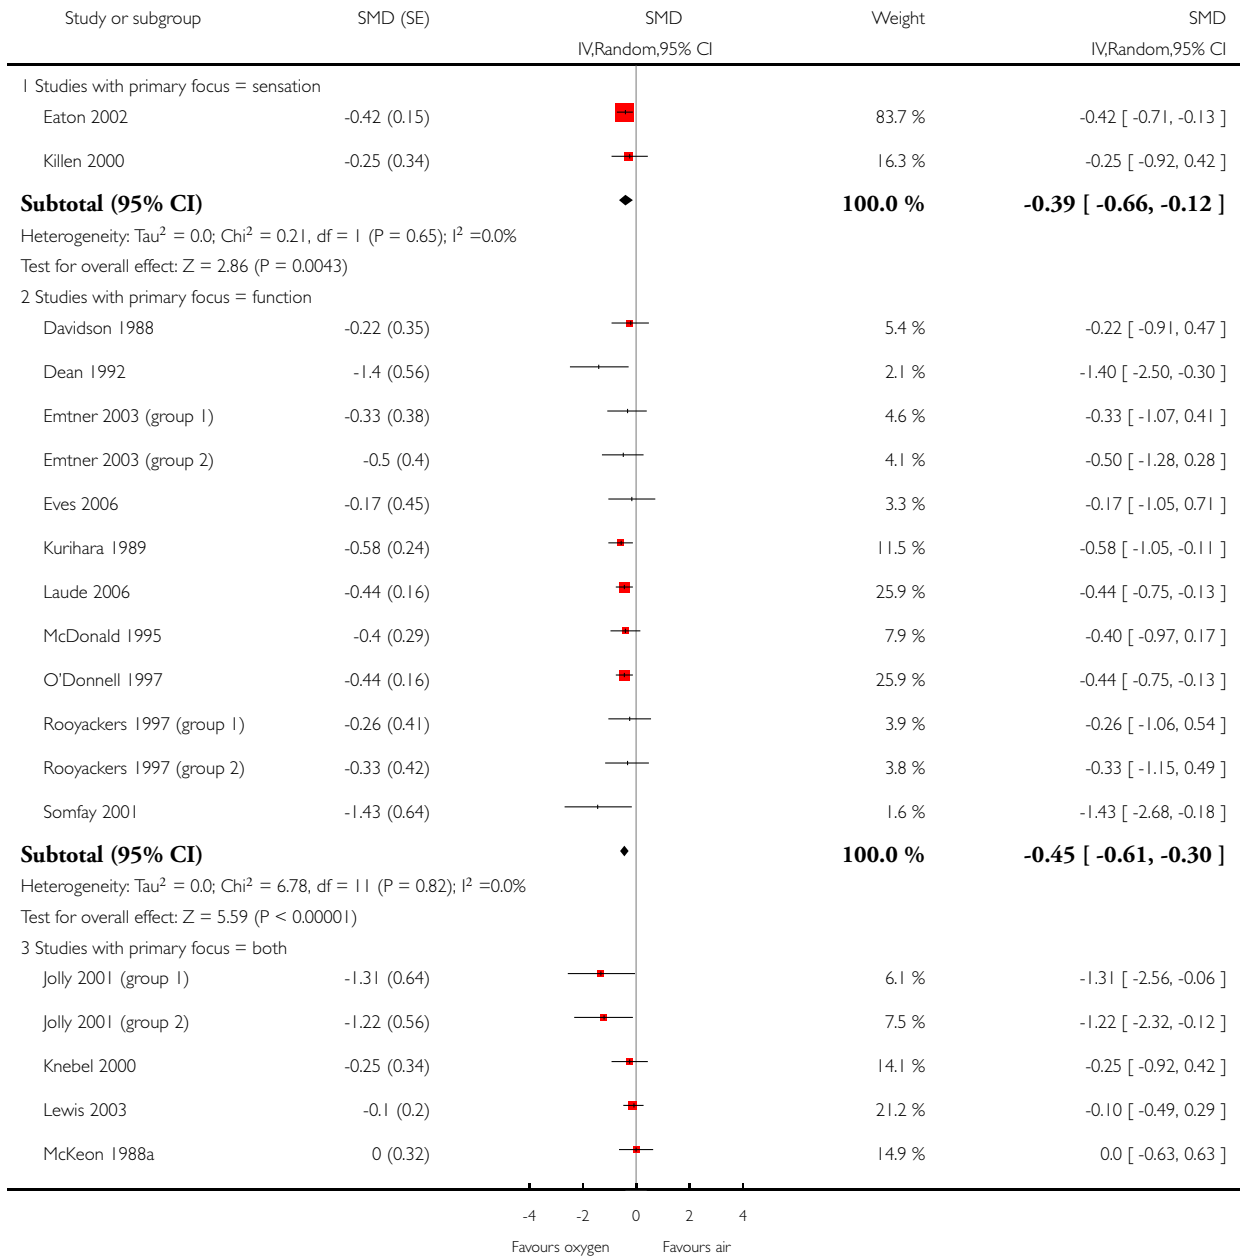 Study or subgroup SMD (SE) SMD Weight SMD
IV,Random,95% CI IV,Random,95% CI
1 Studies with primary focus = sensation
Eaton 2002 -0.42 (0.15) 83.7 % -0.42 [ -0.71, -0.13 ]
Killen 2000 -0.25 (0.34) 16.3 % -0.25 [ -0.92, 0.42 ]
Subtotal (95% CI) 100.0 % -0.39 [ -0.66, -0.12 ]
Heterogeneity: Tau² = 0.0; Chi² = 0.21, df = 1 (P = 0.65); I² =0.0%
Test for overall effect: Z = 2.86 (P = 0.0043)
2 Studies with primary focus = function
Davidson 1988 -0.22 (0.35) 5.4 % -0.22 [ -0.91, 0.47 ]
Dean 1992 -1.4 (0.56) 2.1 % -1.40 [ -2.50, -0.30 ]
Emtner 2003 (group 1) -0.33 (0.38) 4.6 % -0.33 [ -1.07, 0.41 ]
Emtner 2003 (group 2) -0.5 (0.4) 4.1 % -0.50 [ -1.28, 0.28 ]
Eves 2006 -0.17 (0.45) 3.3 % -0.17 [ -1.05, 0.71 ]
Kurihara 1989 -0.58 (0.24) 11.5 % -0.58 [ -1.05, -0.11 ]
Laude 2006 -0.44 (0.16) 25.9 % -0.44 [ -0.75, -0.13 ]
McDonald 1995 -0.4 (0.29) 7.9 % -0.40 [ -0.97, 0.17 ]
O'Donnell 1997 -0.44 (0.16) 25.9 % -0.44 [ -0.75, -0.13 ]
Rooyackers 1997 (group 1) -0.26 (0.41) 3.9 % -0.26 [ -1.06, 0.54 ]
Rooyackers 1997 (group 2) -0.33 (0.42) 3.8 % -0.33 [ -1.15, 0.49 ]
Somfay 2001 -1.43 (0.64) 1.6 % -1.43 [ -2.68, -0.18 ]
Subtotal (95% CI) 100.0 % -0.45 [ -0.61, -0.30 ]
Heterogeneity: Tau² = 0.0; Chi² = 6.78, df = 11 (P = 0.82); I² =0.0%
Test for overall effect: Z = 5.59 (P < 0.00001)
3 Studies with primary focus = both
Jolly 2001 (group 1) -1.31 (0.64) 6.1 % -1.31 [ -2.56, -0.06 ]
Jolly 2001 (group 2) -1.22 (0.56) 7.5 % -1.22 [ -2.32, -0.12 ]
Knebel 2000 -0.25 (0.34) 14.1 % -0.25 [ -0.92, 0.42 ]
Lewis 2003 -0.1 (0.2) 21.2 % -0.10 [ -0.49, 0.29 ]
McKeon 1988a 0 (0.32) 14.9 % 0.0 [ -0.63, 0.63 ]
-4 -2 0 2 4
Favours oxygen Favours air